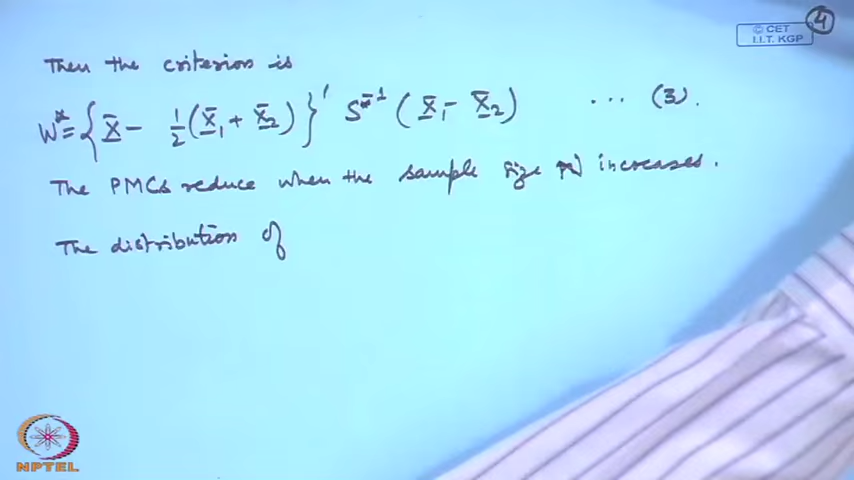 4
© CET
I.I.T. KGP
Then the criterion is
W* = { X̄ - 1/2 (X̄₁ + X̄₂) }' S*⁻¹ ( X̄₁ - X̄₂ ) ... (3).
The PMCs reduce when the sample size increases.
The distribution of
NPTEL